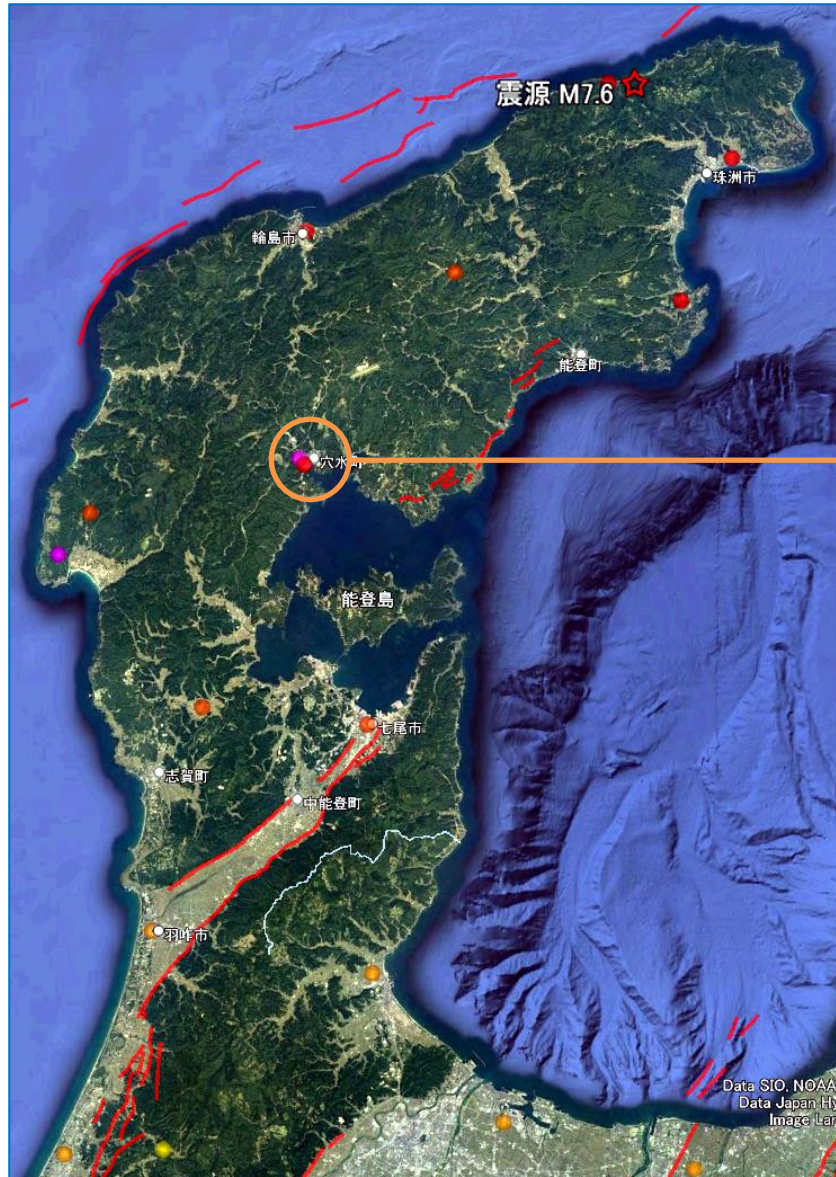 震源 M7.6
珠洲市
輪島市
能登町
穴水町
能登島
七尾市
志賀町
中能登町
羽咋市
Data SIO, NOAA
Data Japan Hy
Image Lan